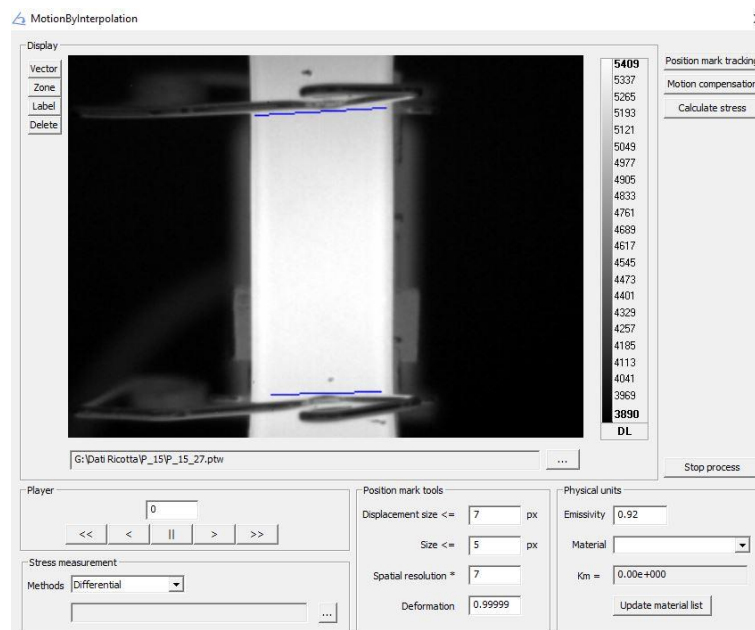 MotionByInterpolation
Display
Vector
Zone
Label
Delete
5409
5337
5265
5193
5121
5049
4977
4905
4833
4761
4689
4617
4545
4473
4401
4329
4257
4185
4113
4041
3969
3890
DL
Position mark tracking
Motion compensation
Calculate stress
G:\Dati Ricotta\P_15\P_15_27.ptw
...
Stop process
Player
0
<< < || > >>
Stress measurement
Methods Differential
...
Position mark tools
Displacement size <= 7 px
Size <= 5 px
Spatial resolution * 7
Deformation 0.99999
Physical units
Emissivity 0.92
Material
Km = 0.00e+000
Update material list